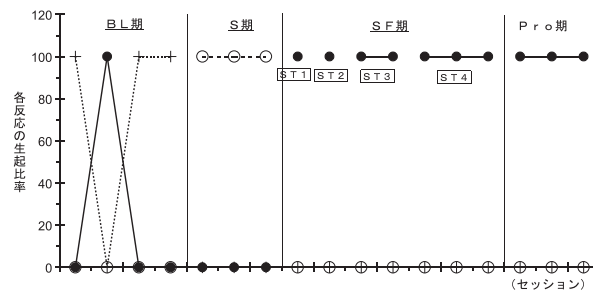 ＢＬ期
Ｓ期
ＳＦ期
Ｐｒｏ期
120
100
80
60
40
20
0
各反応の生起比率
ＳＴ１
ＳＴ２
ＳＴ３
ＳＴ４
（セッション）